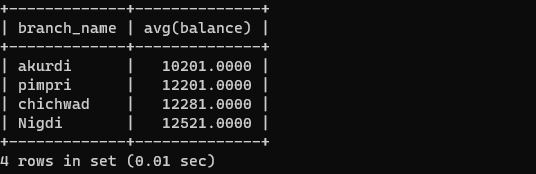 +-------------+--------------+
| branch_name | avg(balance) |
+-------------+--------------+
| akurdi      |   10201.0000 |
| pimpri      |   12201.0000 |
| chichwad    |   12281.0000 |
| Nigdi       |   12521.0000 |
+-------------+--------------+
4 rows in set (0.01 sec)